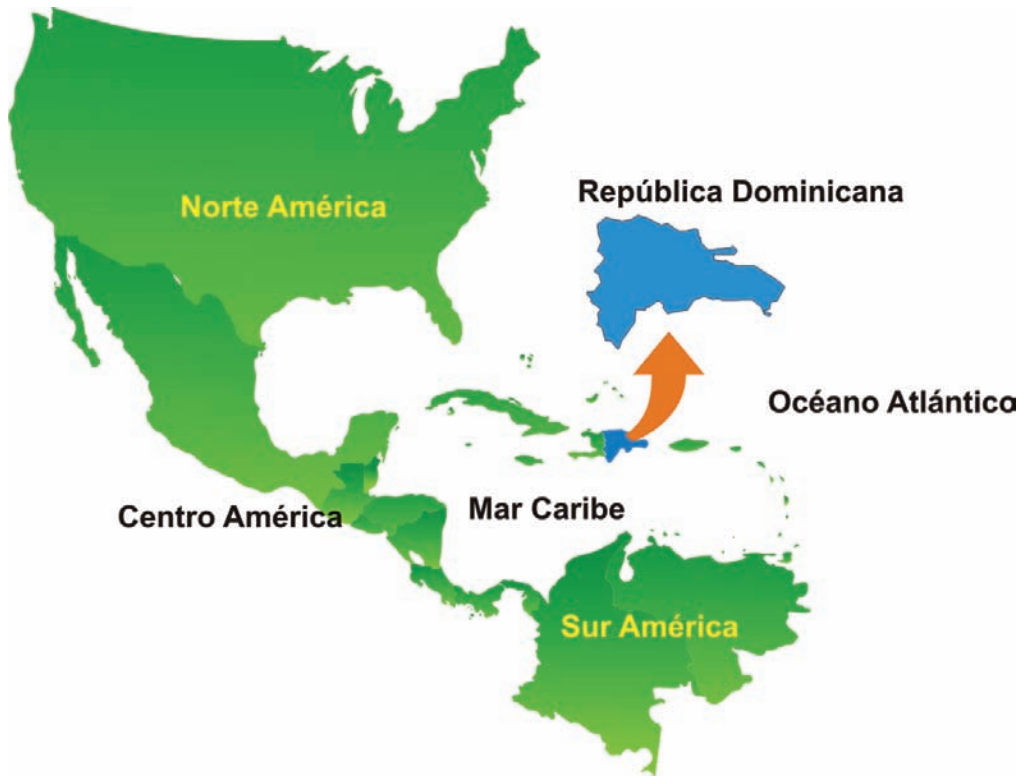 República Dominicana
Norte América
Océano Atlántico
Centro América
Mar Caribe
Sur América